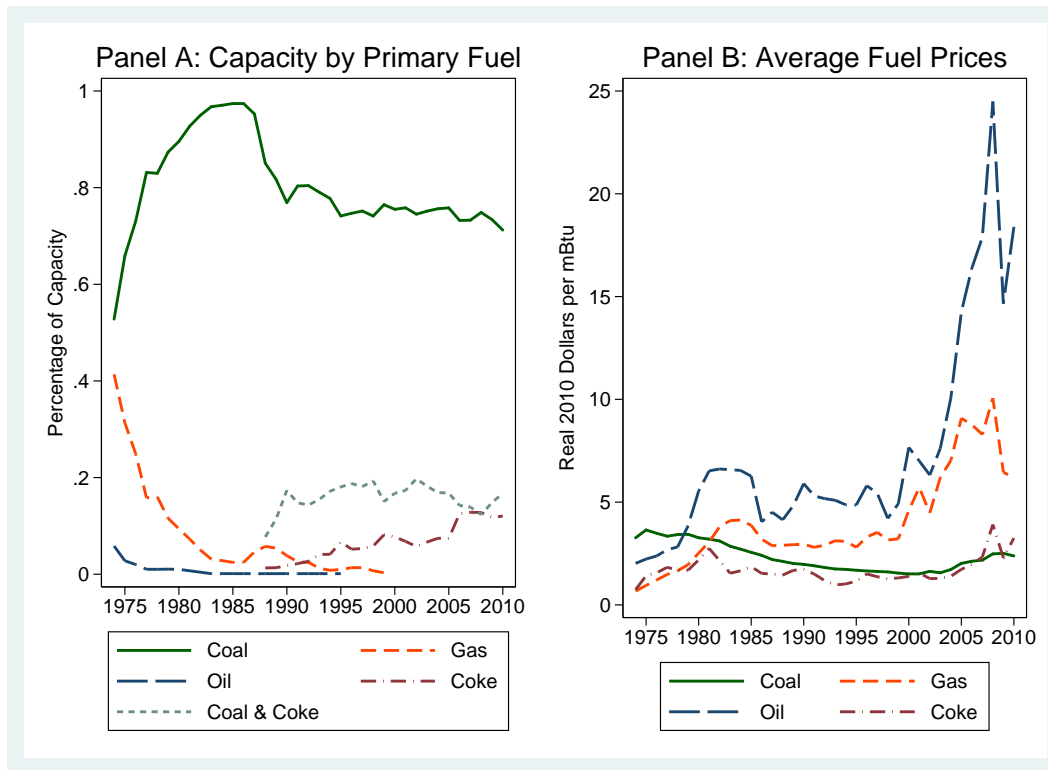 Panel A: Capacity by Primary Fuel
Percentage of Capacity
1
.8
.6
.4
.2
0
1975 1980 1985 1990 1995 2000 2005 2010
Coal Gas
Oil Coke
Coal & Coke
Panel B: Average Fuel Prices
Real 2010 Dollars per mBtu
25
20
15
10
5
0
1975 1980 1985 1990 1995 2000 2005 2010
Coal Gas
Oil Coke